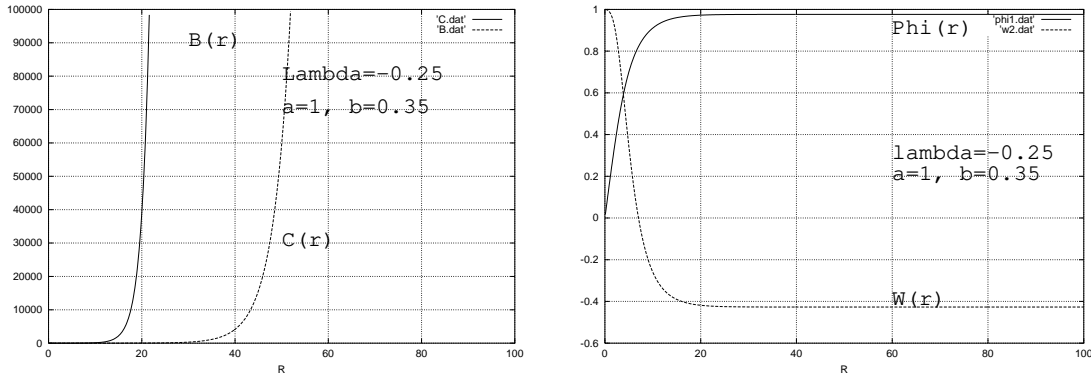 100000
90000
80000
70000
60000
50000
40000
30000
20000
10000
0
0
20
40
60
80
100
R
'C.dat'
'B.dat'
B(r)
Lambda=-0.25
a=1, b=0.35
C(r)
1
0.8
0.6
0.4
0.2
0
-0.2
-0.4
-0.6
0
20
40
60
80
100
R
'phi1.dat'
'w2.dat'
Phi(r)
lambda=-0.25
a=1, b=0.35
W(r)